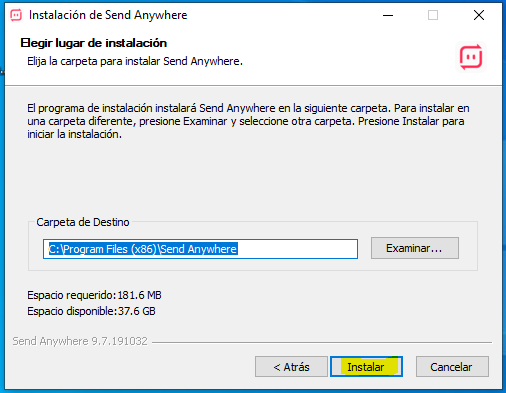 Instalación de Send Anywhere
Elegir lugar de instalación
Elija la carpeta para instalar Send Anywhere.
El programa de instalación instalará Send Anywhere en la siguiente carpeta. Para instalar en
una carpeta diferente, presione Examinar y seleccione otra carpeta. Presione Instalar para
iniciar la instalación.
Carpeta de Destino
C:\Program Files (x86)\Send Anywhere
Examinar...
Espacio requerido:181.6 MB
Espacio disponible:37.6 GB
Send Anywhere 9.7.191032
< Atrás
Instalar
Cancelar